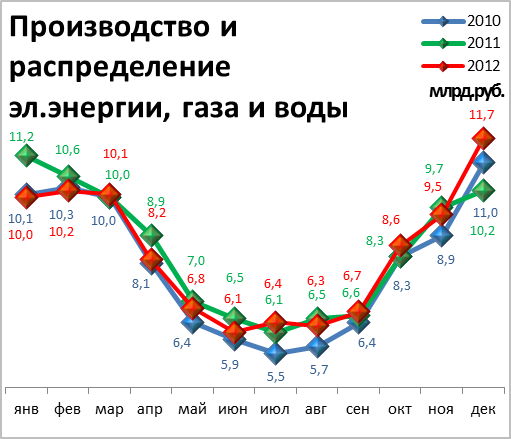 Производство и
распределение
эл.энергии, газа и воды
2010
2011
2012
млрд.руб.
11,2 10,6 10,1 10,0 8,9 8,2 7,0 6,8 6,5 6,1 6,4 6,1 6,3 6,5 6,7 6,6 8,6 8,3 9,7 9,5 11,7
10,1 10,3 10,0 8,1 6,4 5,9 5,5 5,7 6,4 8,3 8,9 11,0
10,0 10,2 10,2
янв фев мар апр май июн июл авг сен окт ноя дек